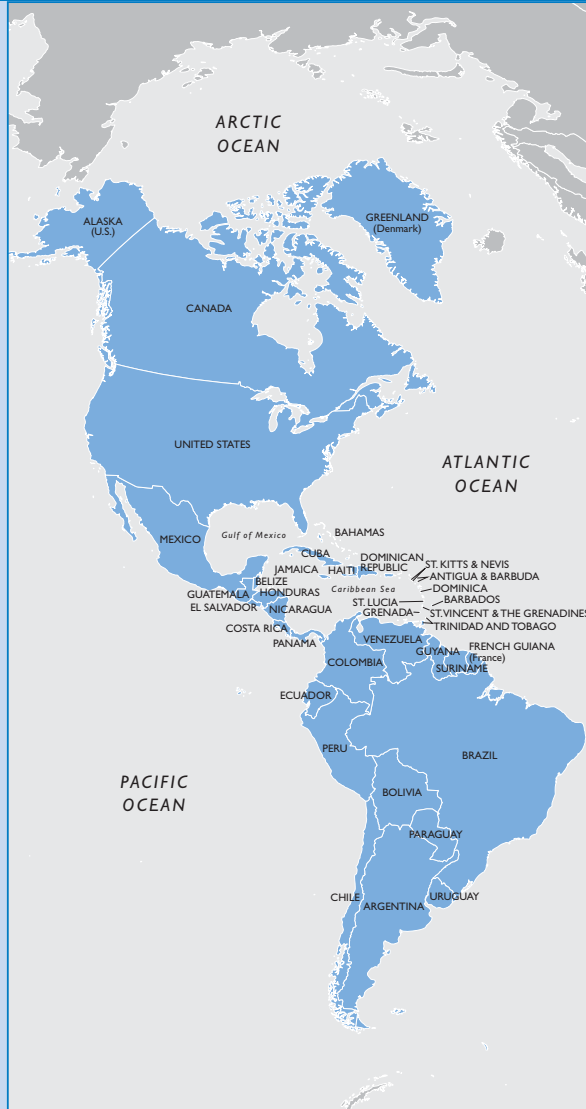 ARCTIC
OCEAN
ALASKA
(U.S.)
GREENLAND
(Denmark)
CANADA
UNITED STATES
ATLANTIC
OCEAN
MEXICO
Gulf of Mexico
BAHAMAS
CUBA
DOMINICAN
REPUBLIC
JAMAICA
HAITI
ST. KITTS & NEVIS
ANTIGUA & BARBUDA
BELIZE
DOMINICA
GUATEMALA
HONDURAS
Caribbean Sea
BARBADOS
EL SALVADOR
NICARAGUA
ST. LUCIA
GRENADA
ST.VINCENT & THE GRENADINES
TRINIDAD AND TOBAGO
COSTA RICA
PANAMA
VENEZUELA
GUYANA
FRENCH GUIANA
(France)
COLOMBIA
SURINAME
ECUADOR
PERU
BRAZIL
PACIFIC
OCEAN
BOLIVIA
PARAGUAY
CHILE
ARGENTINA
URUGUAY